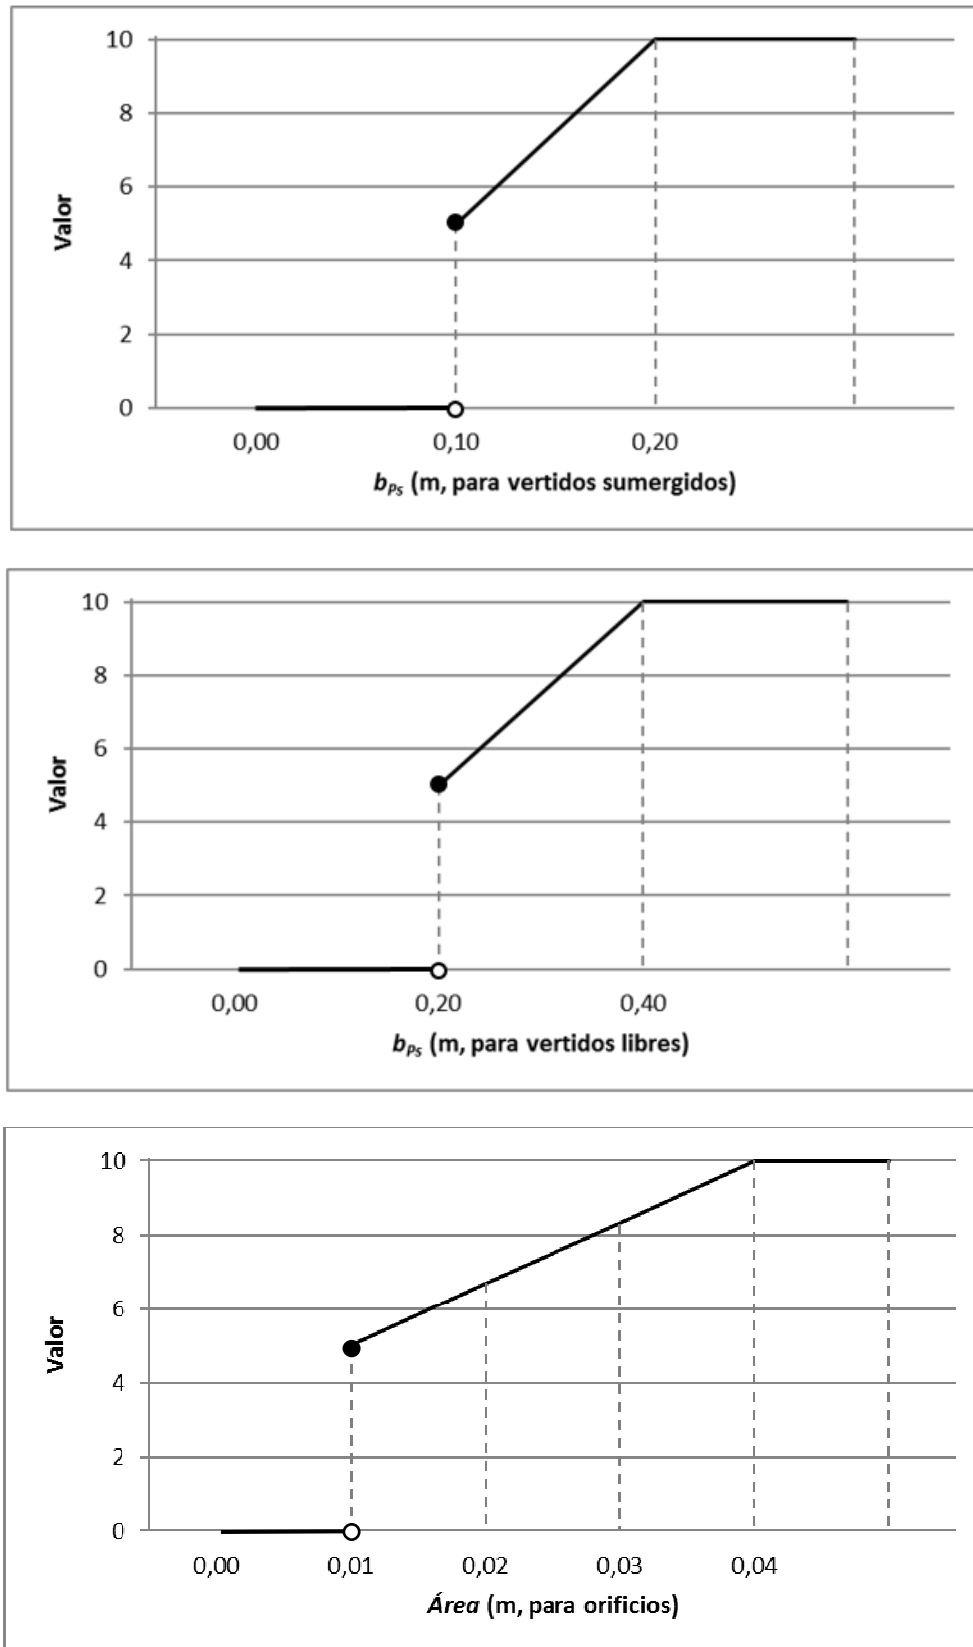 10
8
6
4
2
0
Valor
0,00 0,10 0,20
bPs (m, para vertidos sumergidos)
10
8
6
4
2
0
Valor
0,00 0,20 0,40
bPs (m, para vertidos libres)
10
8
6
4
2
0
Valor
0,00 0,01 0,02 0,03 0,04
Área (m, para orificios)